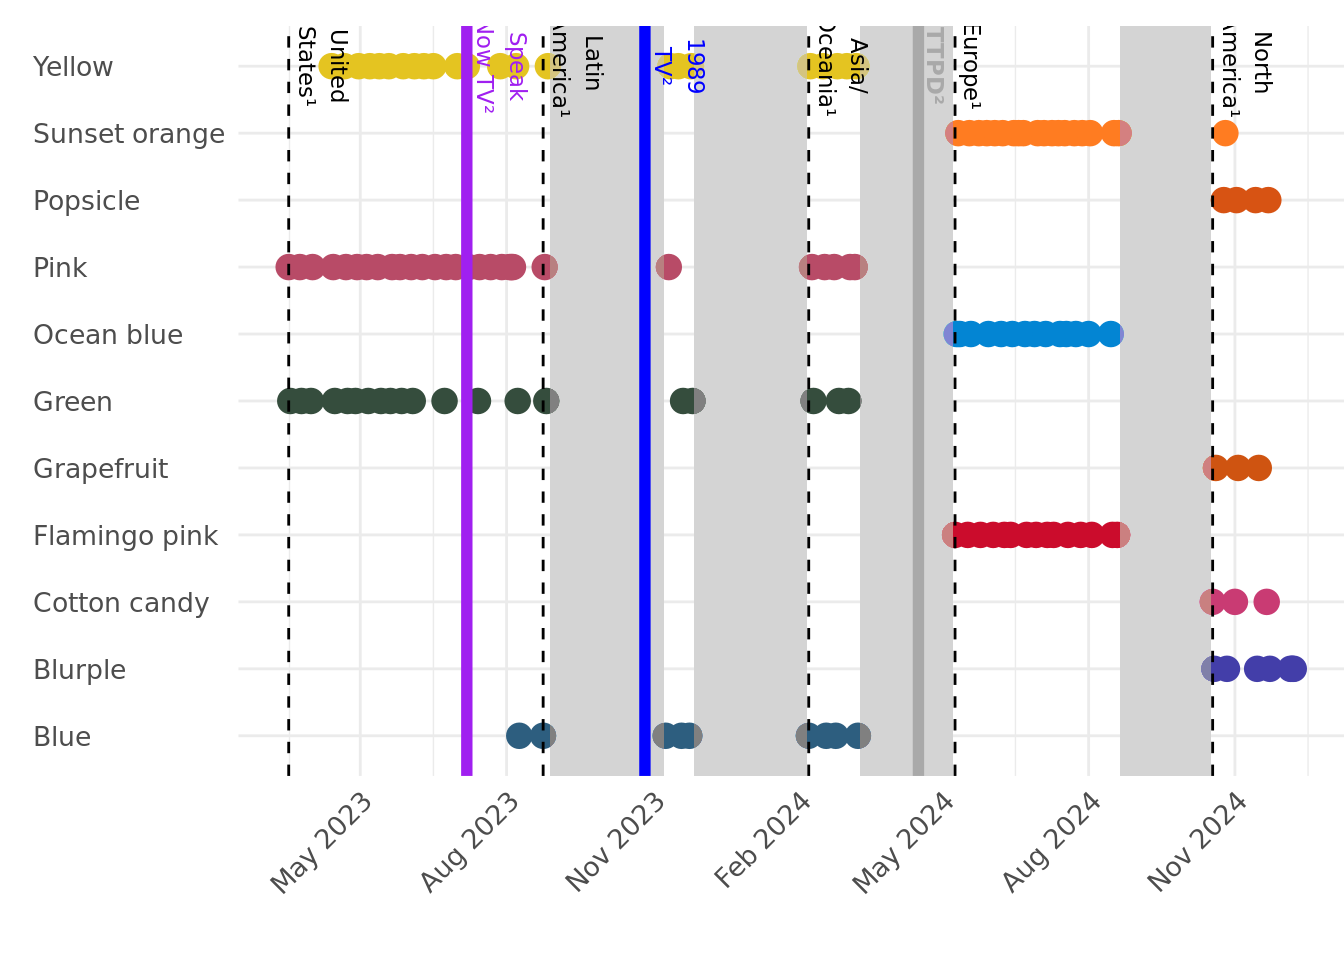 Yellow
Sunset orange
Popsicle
Pink
Ocean blue
Green
Grapefruit
Flamingo pink
Cotton candy
Blurple
Blue
United
States¹
Speak
Now TV²
Latin
America¹
1989
TV²
Asia/
Oceania¹
TTPD²
Europe¹
North
America¹
May 2023
Aug 2023
Nov 2023
Feb 2024
May 2024
Aug 2024
Nov 2024